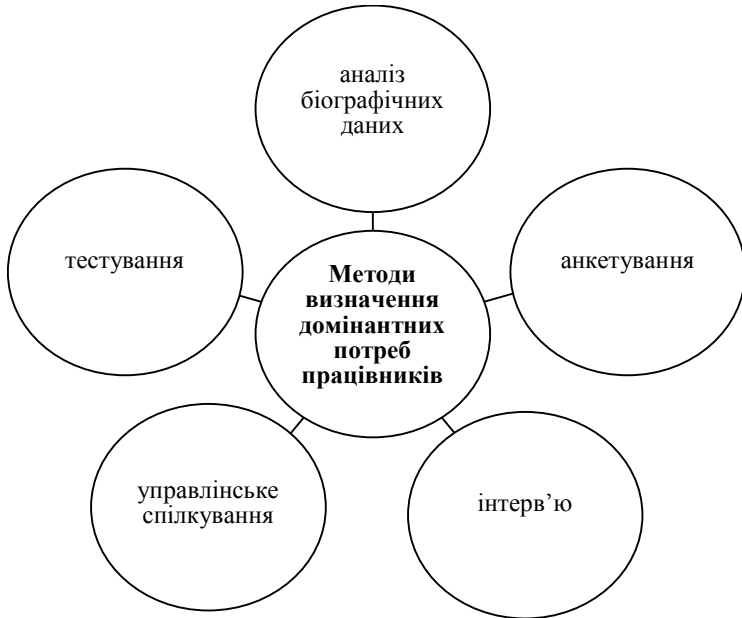 аналіз
біографічних
даних
тестування
анкетування
Методи
визначення
домінантних
потреб
працівників
управлінське
спілкування
інтерв’ю